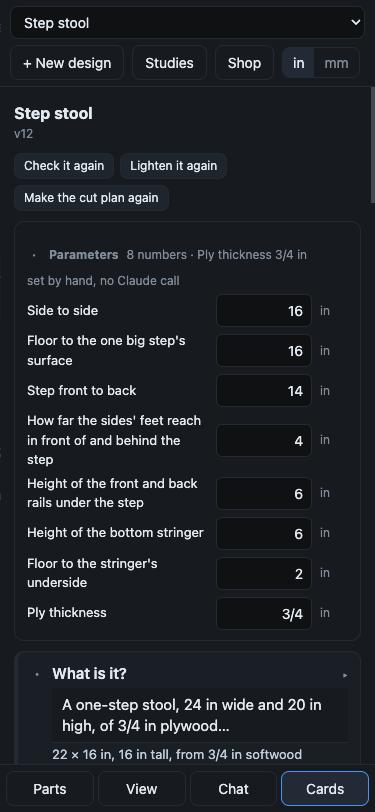 Step stool
+ New design Studies Shop in mm
Step stool
v12
Check it again Lighten it again
Make the cut plan again
· Parameters 8 numbers · Ply thickness 3/4 in
set by hand, no Claude call
Side to side 16 in
Floor to the one big step's
surface 16 in
Step front to back 14 in
How far the sides' feet reach
in front of and behind the
step 4 in
Height of the front and back
rails under the step 6 in
Height of the bottom stringer 6 in
Floor to the stringer's
underside 2 in
Ply thickness 3/4 in
· What is it? ▸
A one-step stool, 24 in wide and 20 in
high, of 3/4 in plywood...
22 × 16 in, 16 in tall, from 3/4 in softwood
Parts View Chat Cards